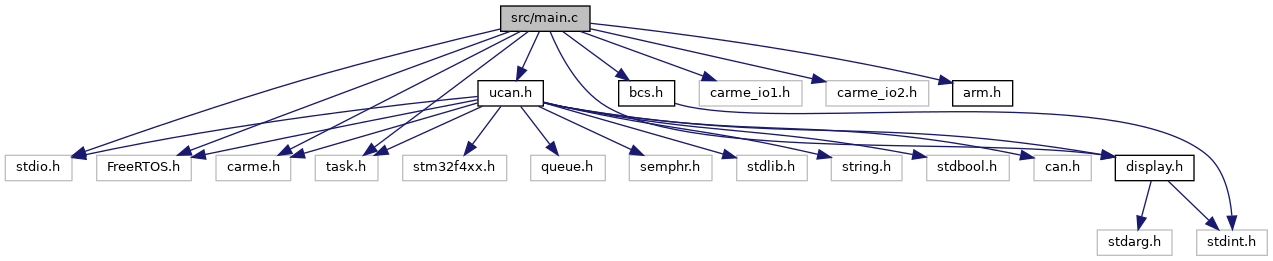 src/main.c
ucan.h
bcs.h
carme_io1.h
carme_io2.h
arm.h
stdio.h
FreeRTOS.h
carme.h
task.h
stm32f4xx.h
queue.h
semphr.h
stdlib.h
string.h
stdbool.h
can.h
display.h
stdarg.h
stdint.h